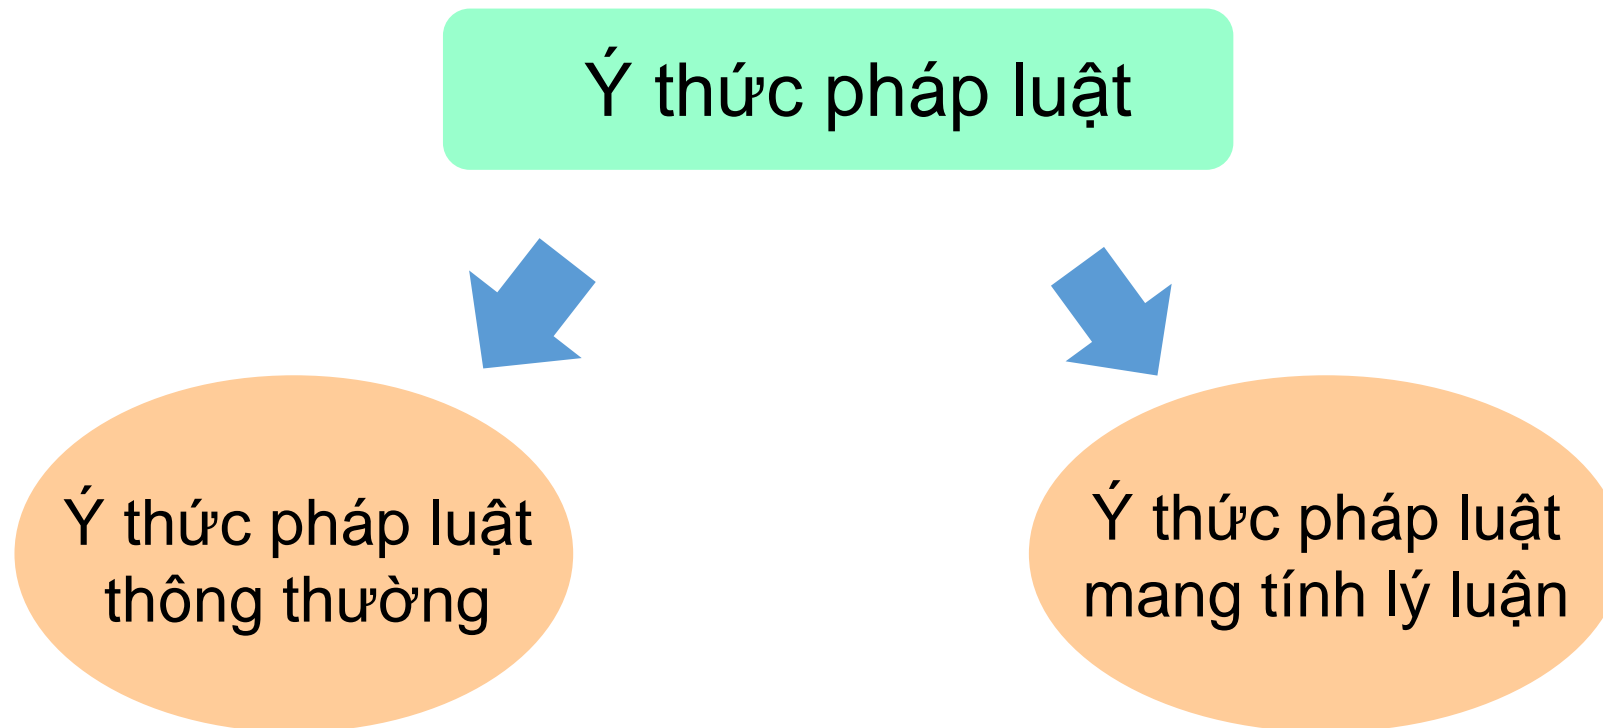 Ý thức pháp luật
Ý thức pháp luật
thông thường
Ý thức pháp luật
mang tính lý luận